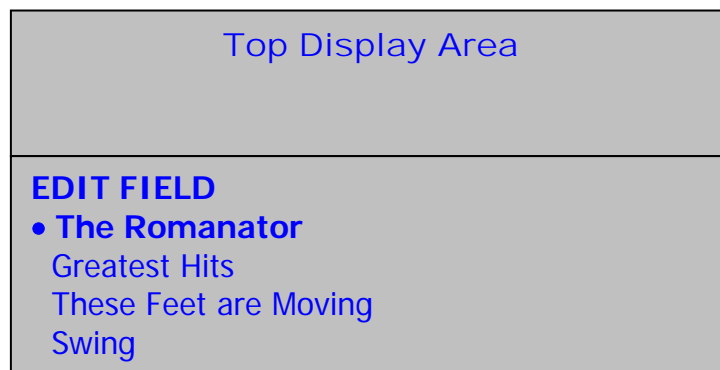 Top Display Area
EDIT FIELD
• The Romanator
Greatest Hits
These Feet are Moving
Swing